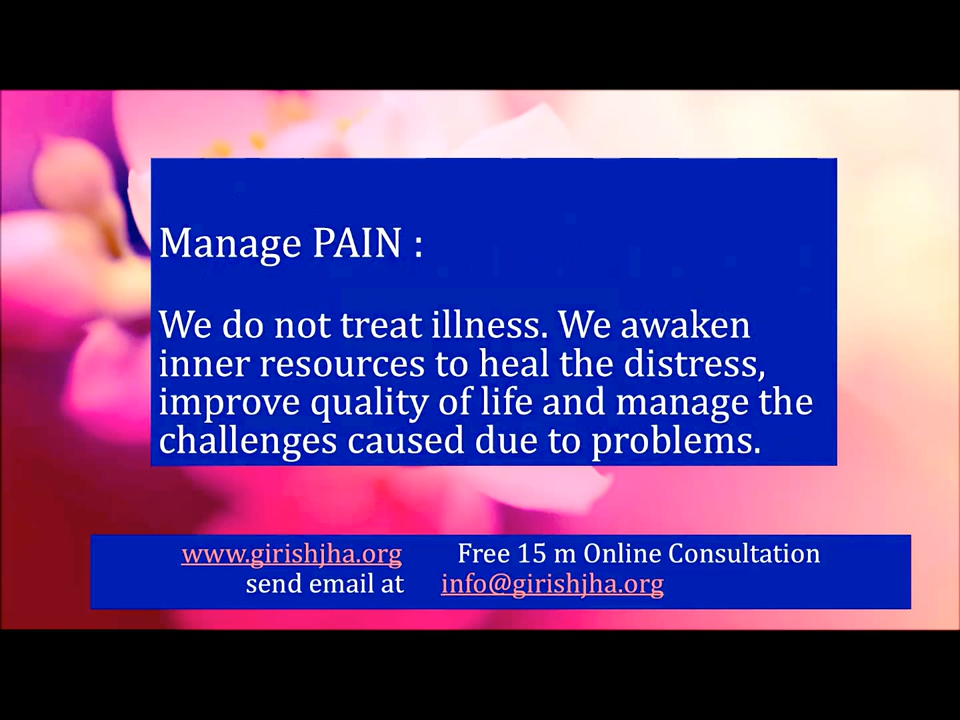 Manage PAIN :
We do not treat illness. We awaken
inner resources to heal the distress,
improve quality of life and manage the
challenges caused due to problems.
www.girishjha.org Free 15 m Online Consultation
send email at info@girishjha.org